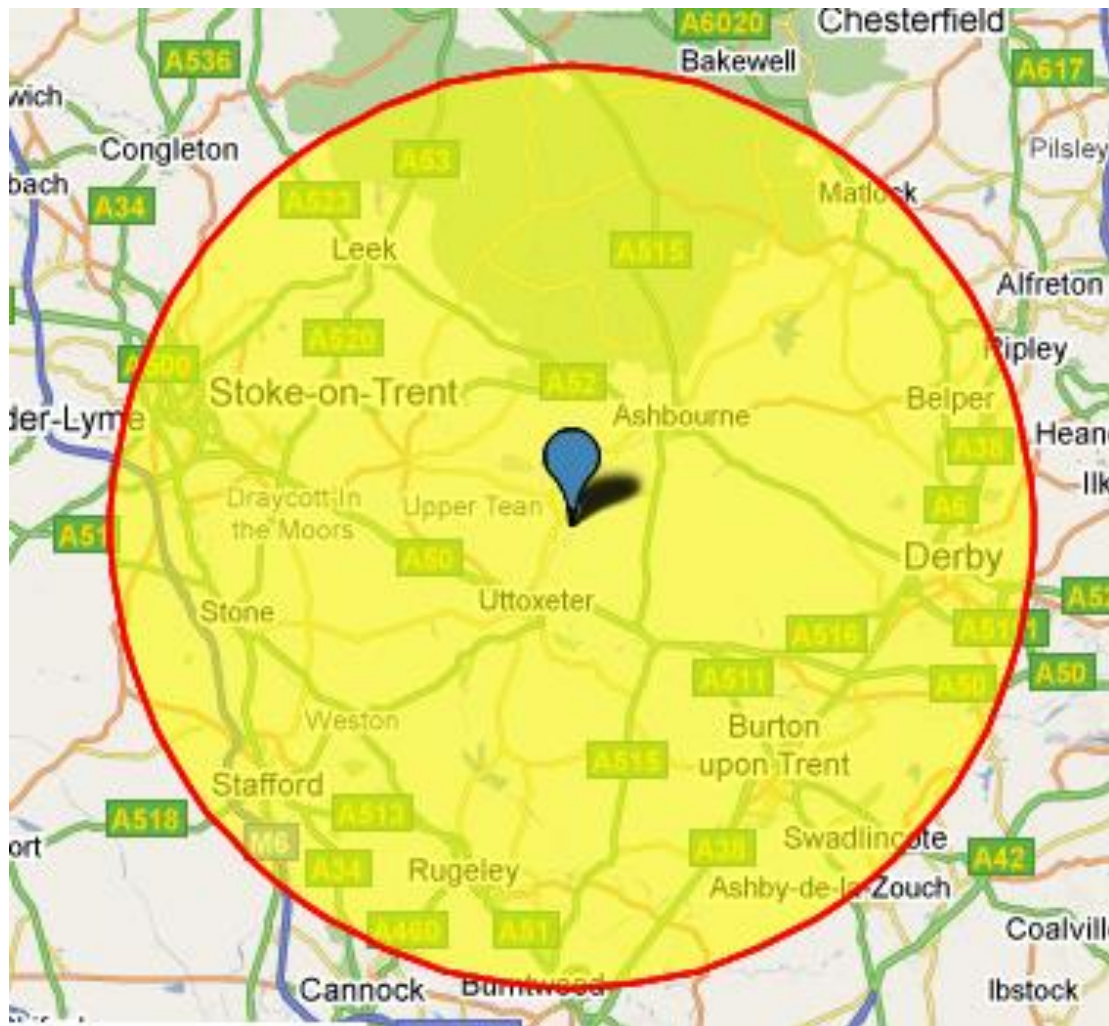 A6020
Chesterfield
A536
Bakewell
A617
wich
Congleton
Pilsley
A53
bach
A34
A523
Matlock
Leek
A515
Alfreton
A520
Ripley
A500
A52
Stoke-on-Trent
Belper
der-Lyme
Ashbourne
Hean
A38
Ilk
Draycott-In
the Moors
Upper Tean
A6
A51
A50
Derby
A52
Stone
Uttoxeter
A516
A50
A511
A50
Weston
Burton
upon Trent
A515
Stafford
A518
A513
M6
A38
Swadlincote
ort
A34
Rugeley
A42
Ashby-de-la-Zouch
A460
A51
Coalvill
Cannock
Burntwood
Ibstock